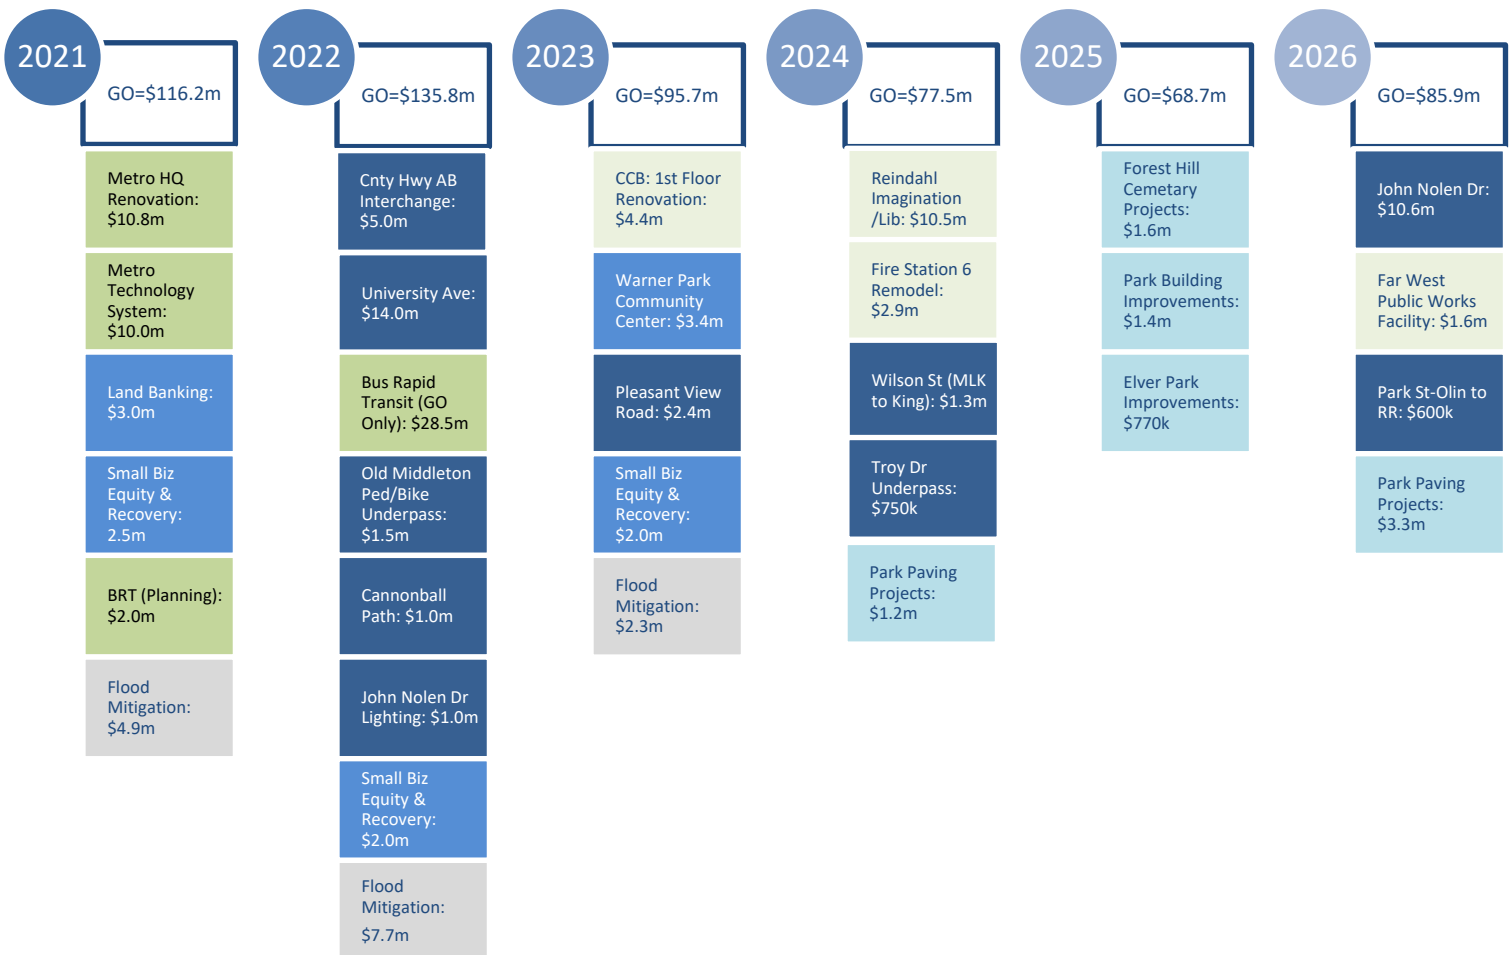 2021
GO=$116.2m
Metro HQ
Renovation:
$10.8m
Metro
Technology
System:
$10.0m
Land Banking:
$3.0m
Small Biz
Equity &
Recovery:
2.5m
BRT (Planning):
$2.0m
Flood
Mitigation:
$4.9m
2022
GO=$135.8m
Cnty Hwy AB
Interchange:
$5.0m
University Ave:
$14.0m
Bus Rapid
Transit (GO
Only): $28.5m
Old Middleton
Ped/Bike
Underpass:
$1.5m
Cannonball
Path: $1.0m
John Nolen Dr
Lighting: $1.0m
Small Biz
Equity &
Recovery:
$2.0m
Flood
Mitigation:
$7.7m
2023
GO=$95.7m
CCB: 1st Floor
Renovation:
$4.4m
Warner Park
Community
Center: $3.4m
Pleasant View
Road: $2.4m
Small Biz
Equity &
Recovery:
$2.0m
Flood
Mitigation:
$2.3m
2024
GO=$77.5m
Reindahl
Imagination
/Lib: $10.5m
Fire Station 6
Remodel:
$2.9m
Wilson St (MLK
to King): $1.3m
Troy Dr
Underpass:
$750k
Park Paving
Projects:
$1.2m
2025
GO=$68.7m
Forest Hill
Cemetary
Projects:
$1.6m
Park Building
Improvements:
$1.4m
Elver Park
Improvements:
$770k
2026
GO=$85.9m
John Nolen Dr:
$10.6m
Far West
Public Works
Facility: $1.6m
Park St-Olin to
RR: $600k
Park Paving
Projects:
$3.3m